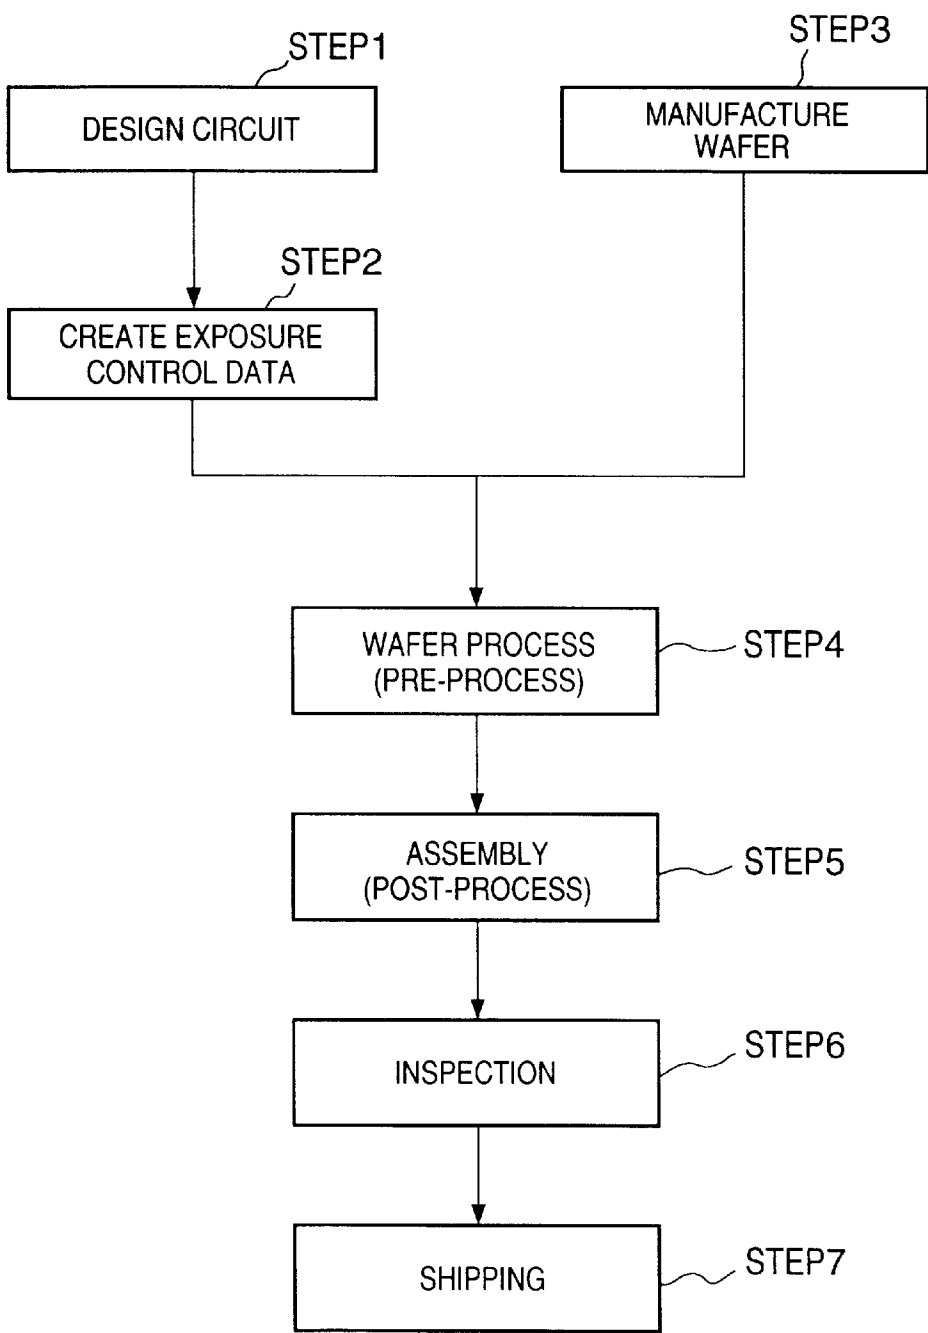 STEP1
DESIGN CIRCUIT
STEP2
CREATE EXPOSURE
CONTROL DATA
STEP3
MANUFACTURE
WAFER
WAFER PROCESS
(PRE-PROCESS)
STEP4
ASSEMBLY
(POST-PROCESS)
STEP5
INSPECTION
STEP6
SHIPPING
STEP7